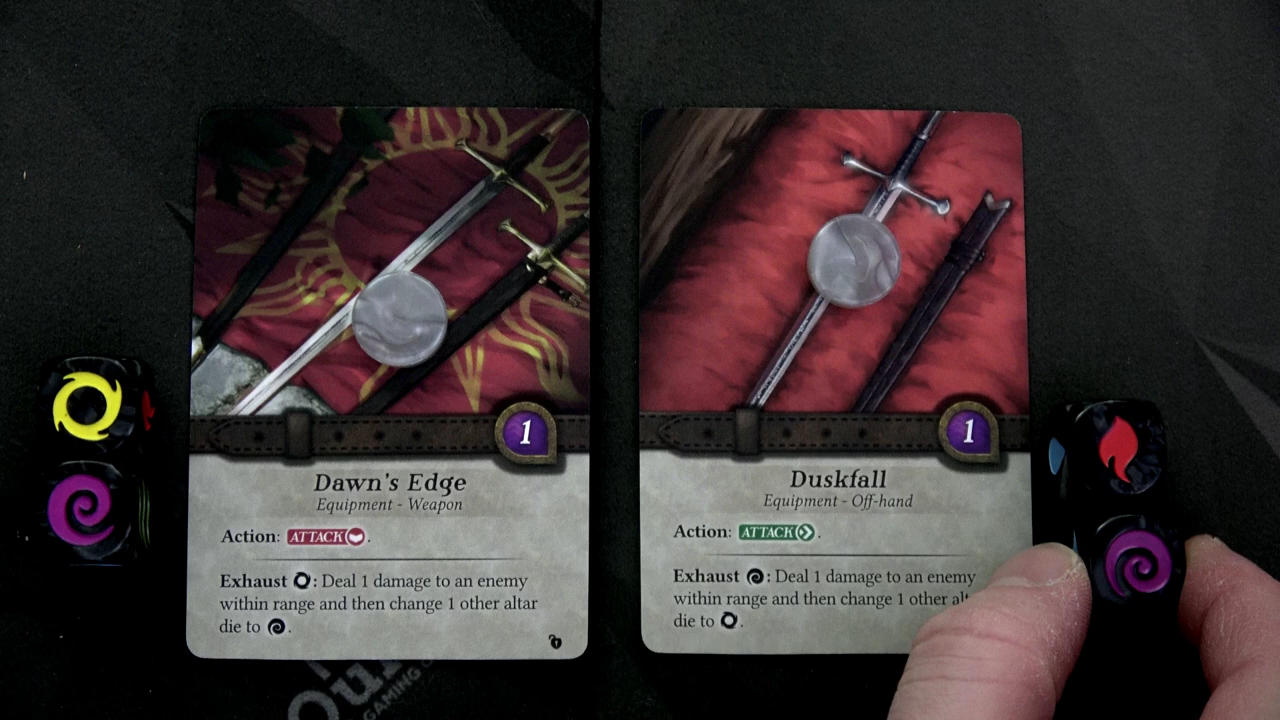 1
Dawn's Edge
Equipment - Weapon
Action: ATTACK.
Exhaust : Deal 1 damage to an enemy
within range and then change 1 other altar
die to .
1
Duskfall
Equipment - Off-hand
Action: ATTACK.
Exhaust : Deal 1 damage to an enemy
within range and then change 1 other
die to .
GAMING